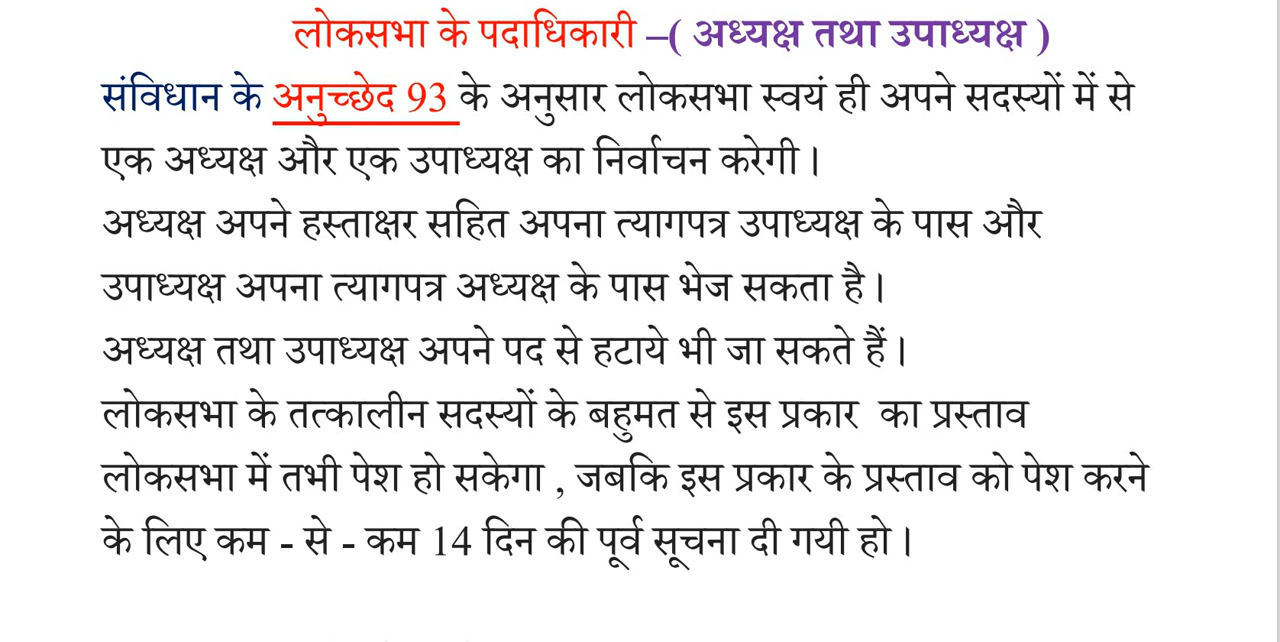 लोकसभा के पदाधिकारी –( अध्यक्ष तथा उपाध्यक्ष )
संविधान के अनुच्छेद 93 के अनुसार लोकसभा स्वयं ही अपने सदस्यों में से
एक अध्यक्ष और एक उपाध्यक्ष का निर्वाचन करेगी ।
अध्यक्ष अपने हस्ताक्षर सहित अपना त्यागपत्र उपाध्यक्ष के पास और
उपाध्यक्ष अपना त्यागपत्र अध्यक्ष के पास भेज सकता है ।
अध्यक्ष तथा उपाध्यक्ष अपने पद से हटाये भी जा सकते हैं ।
लोकसभा के तत्कालीन सदस्यों के बहुमत से इस प्रकार  का प्रस्ताव
लोकसभा में तभी पेश हो सकेगा , जबकि इस प्रकार के प्रस्ताव को पेश करने
के लिए कम - से - कम 14 दिन की पूर्व सूचना दी गयी हो ।